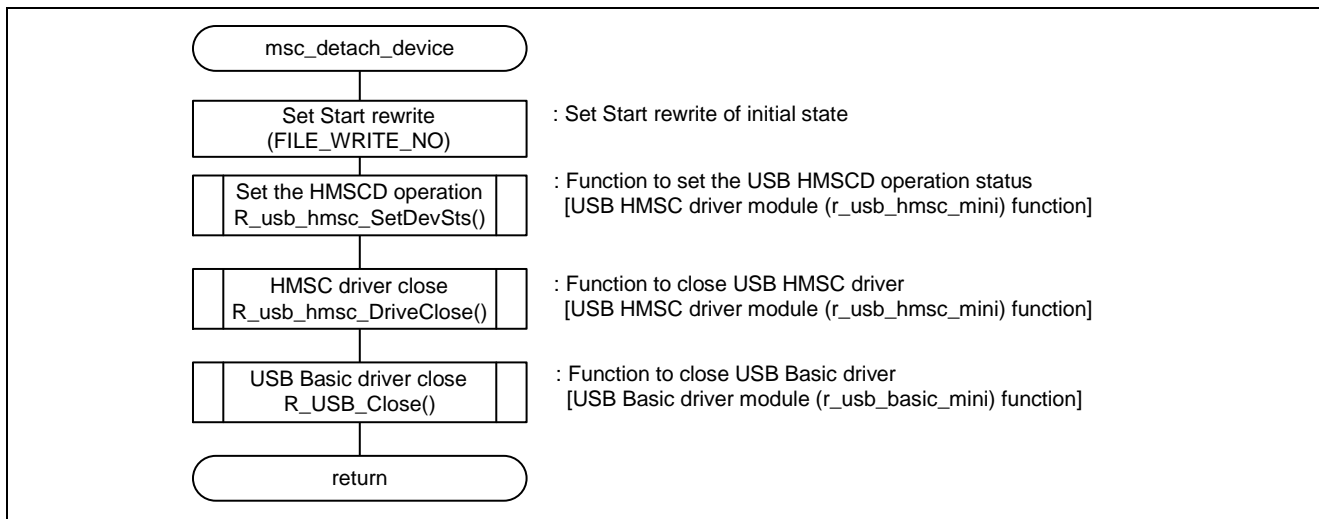 msc_detach_device
Set Start rewrite
(FILE_WRITE_NO)
: Set Start rewrite of initial state
Set the HMSCD operation
R_usb_hmsc_SetDevSts()
: Function to set the USB HMSCD operation status
[USB HMSC driver module (r_usb_hmsc_mini) function]
HMSC driver close
R_usb_hmsc_DriveClose()
: Function to close USB HMSC driver
[USB HMSC driver module (r_usb_hmsc_mini) function]
USB Basic driver close
R_USB_Close()
: Function to close USB Basic driver
[USB Basic driver module (r_usb_basic_mini) function]
return